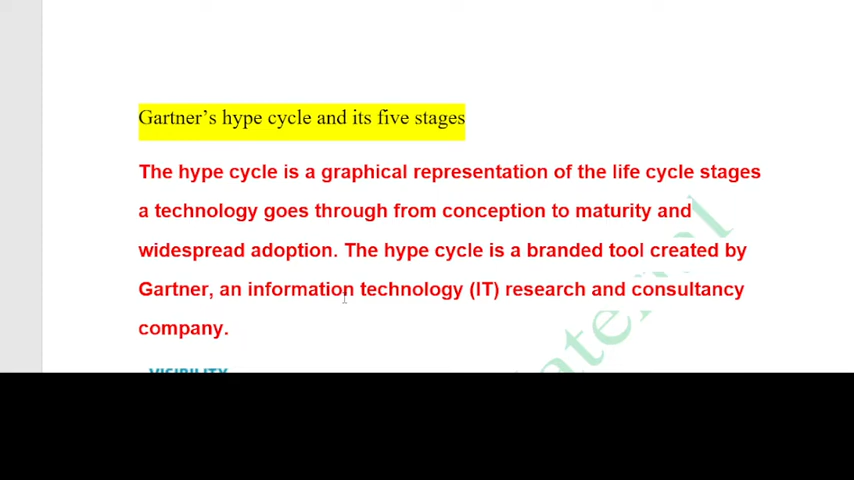 Gartner’s hype cycle and its five stages
The hype cycle is a graphical representation of the life cycle stages
a technology goes through from conception to maturity and
widespread adoption. The hype cycle is a branded tool created by
Gartner, an information technology (IT) research and consultancy
company.
VISIBILITY